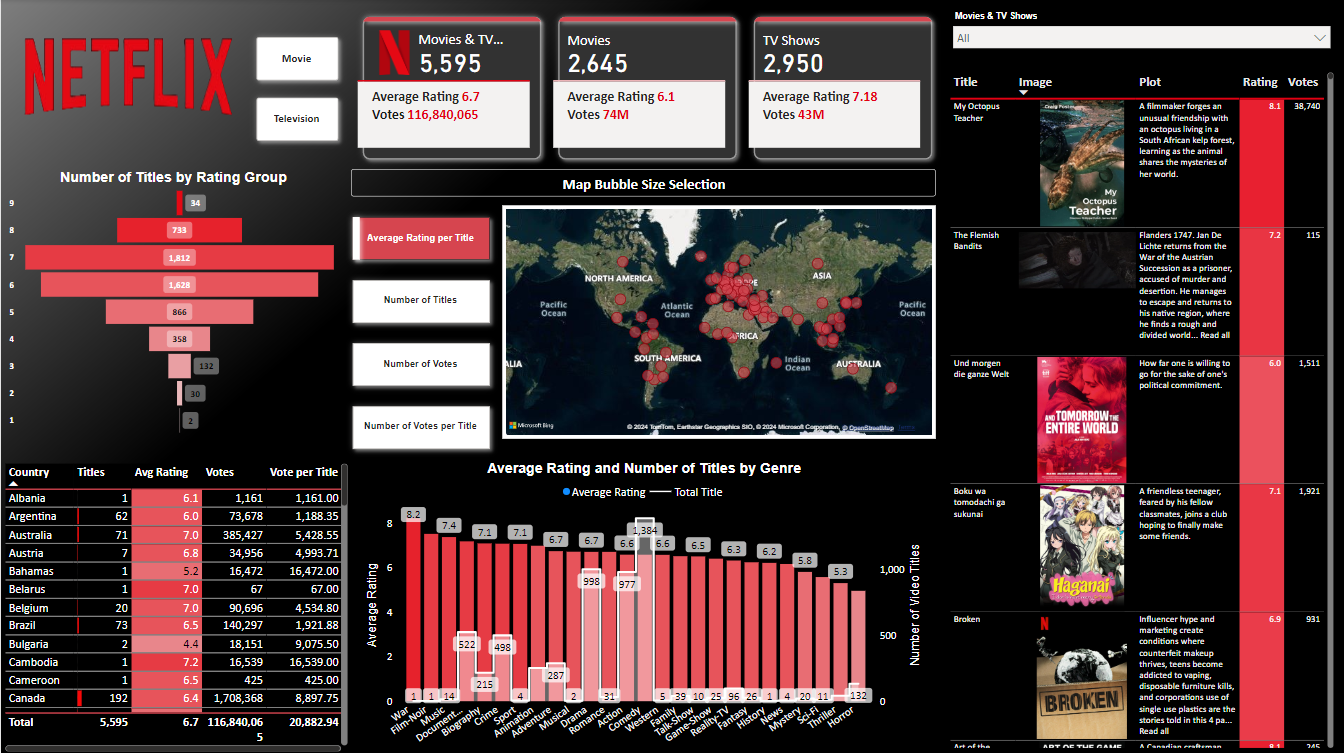 NETFLIX
Movie
Television
Movies & TV...
5,595
Average Rating 6.7
Votes 116,840,065
Movies
2,645
Average Rating 6.1
Votes 74M
TV Shows
2,950
Average Rating 7.18
Votes 43M
Number of Titles by Rating Group
9
34
8
733
7
1,812
6
1,628
5
866
4
358
3
132
2
30
1
2
Map Bubble Size Selection
Average Rating per Title
Number of Titles
Number of Votes
Number of Votes per Title
NORTH AMERICA
ASIA
Pacific
Ocean
Atlantic
Ocean
Pacific
Ocean
SOUTH AMERICA
Indian
Ocean
AUSTRALIA
Microsoft Bing
© 2024 TomTom, Earthstar Geographics SIO, © 2024 Microsoft Corporation, © OpenStreetMap Terms
Country Titles Avg Rating Votes Vote per Title
Albania 1 6.1 1,161 1,161.00
Argentina 62 6.0 73,678 1,188.35
Australia 71 7.0 385,427 5,428.55
Austria 7 6.8 34,956 4,993.71
Bahamas 1 5.2 16,472 16,472.00
Belarus 1 7.0 67 67.00
Belgium 20 7.0 90,696 4,534.80
Brazil 73 6.5 140,297 1,921.88
Bulgaria 2 4.4 18,151 9,075.50
Cambodia 1 7.2 16,539 16,539.00
Cameroon 1 6.5 425 425.00
Canada 192 6.4 1,708,368 8,897.75
Total 5,595 6.7 116,840,06 20,882.94
5
Average Rating and Number of Titles by Genre
Average Rating Total Title
Average Rating
8
6
4
2
0
8.2
7.4
7.1
7.1
6.7
6.7
6.6
1,384
6.6
6.5
6.3
6.2
5.8
5.3
998
977
522
498
215
287
1 1 14 4 2 31 5 39 10 25 96 26 1 4 20 11 132
1,000
500
0
Number of Video Titles
War
Film-Noir
Music
Document...
Biography
Crime
Sport
Animation
Adventure
Musical
Drama
Romance
Action
Comedy
Western
Family
Talk-Show
Game-Show
Reality-TV
Fantasy
History
News
Mystery
Sci-Fi
Thriller
Horror
Movies & TV Shows
All
Title Image Plot Rating Votes
My Octopus
Teacher
Craig Foster
My
Octopus
Teacher
A filmmaker forges an
unusual friendship with
an octopus living in a
South African kelp forest,
learning as the animal
shares the mysteries of
her world.
8.1
38,740
The Flemish
Bandits
Flanders 1747. Jan De
Lichte returns from the
War of the Austrian
Succession as a prisoner,
accused of murder and
desertion. He manages
to escape and returns to
his native region, where
he finds a rough and
divided world... Read all
7.2
115
Und morgen
die ganze Welt
AND TOMORROW THE
ENTIRE WORLD
How far one is willing to
go for the sake of one's
political commitment.
6.0
1,511
Boku wa
tomodachi ga
sukunai
Haganai
A friendless teenager,
feared by his fellow
classmates, joins a club
hoping to finally make
some friends.
7.1
1,921
Broken
N
BROKEN
Influencer hype and
marketing create
conditions where
counterfeit makeup
thrives, teens become
addicted to vaping,
disposable furniture kills,
and corporations use of
single use plastics are the
stories told in this 4 pa...
Read all
6.9
931
Art of the
ART OF THE GAME
A Canadian craftsman
8.1
245